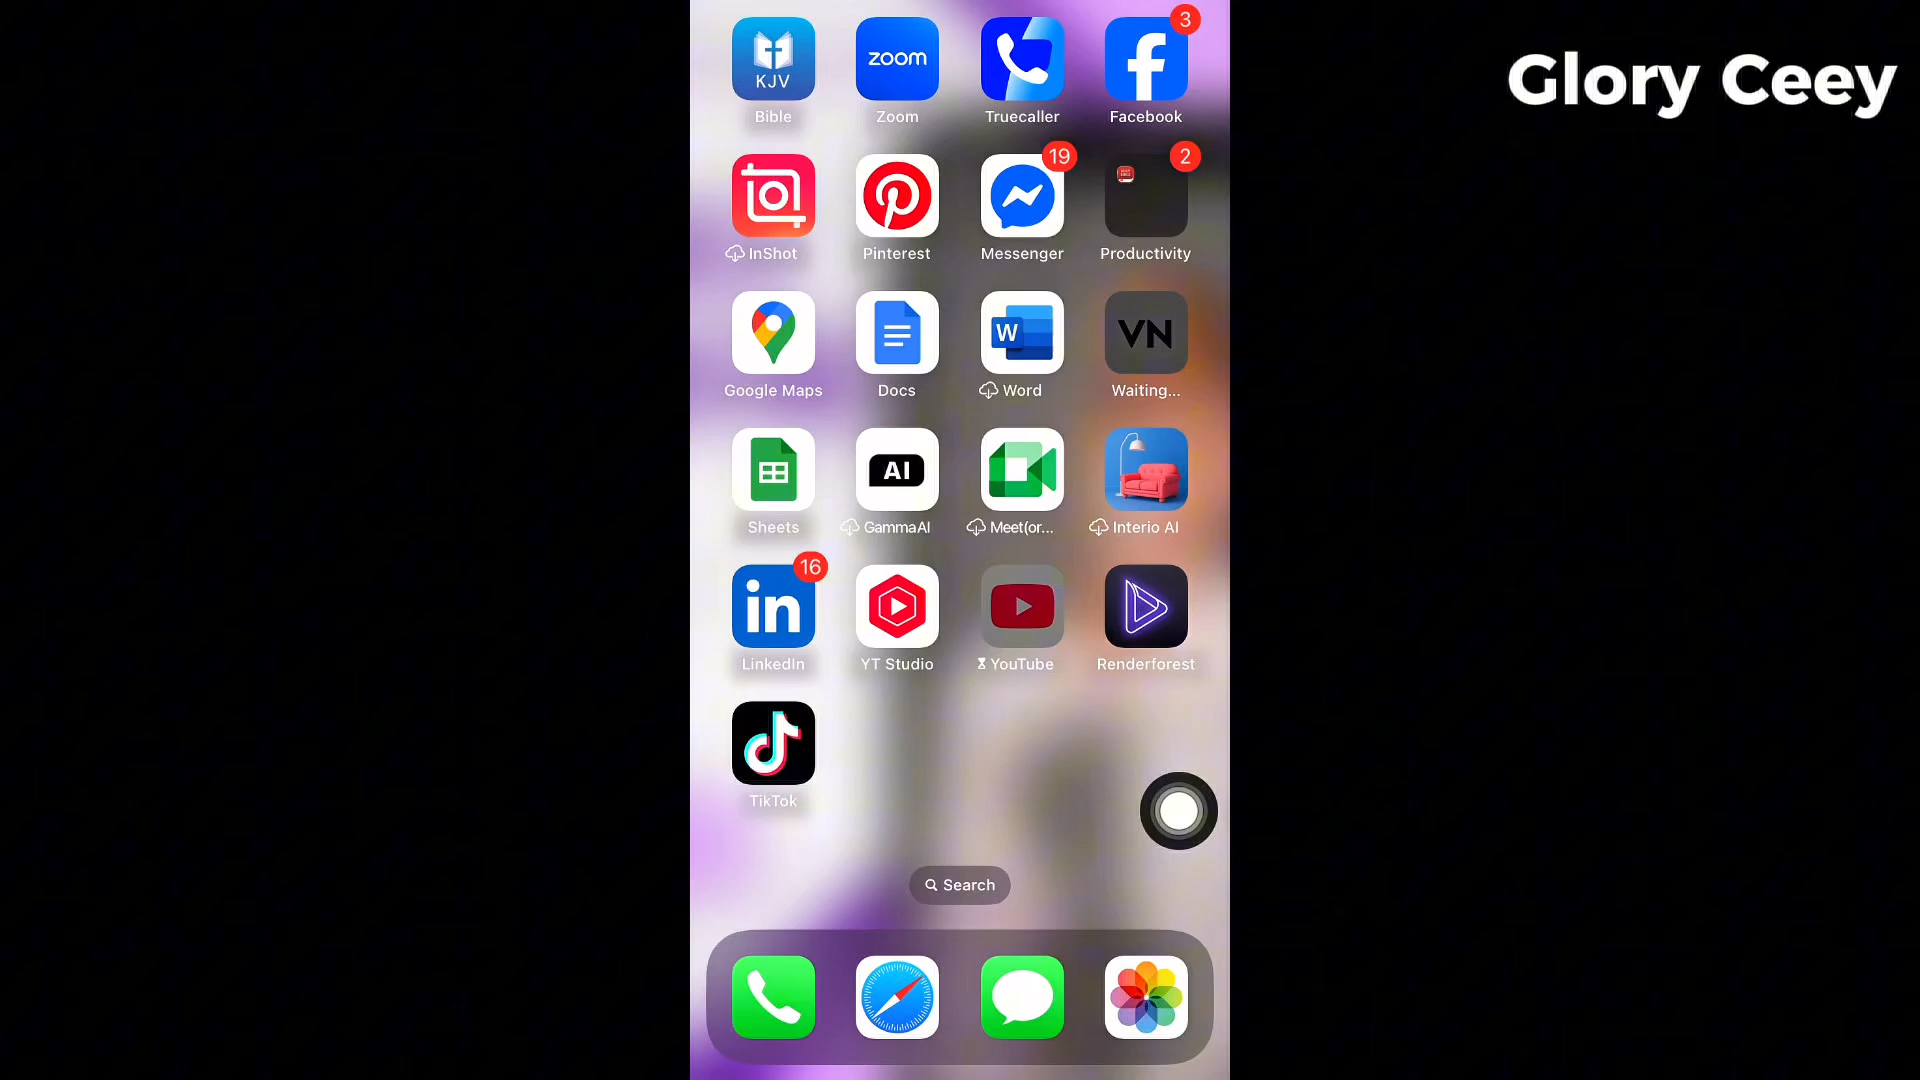 Glory Ceey
3
KJV
zoom
Bible
Zoom
Truecaller
Facebook
19
2
InShot
Pinterest
Messenger
Productivity
W
VN
Google Maps
Docs
Word
Waiting...
AI
Sheets
GammaAI
Meet(or...
Interio AI
16
in
LinkedIn
YT Studio
YouTube
Renderforest
TikTok
Search